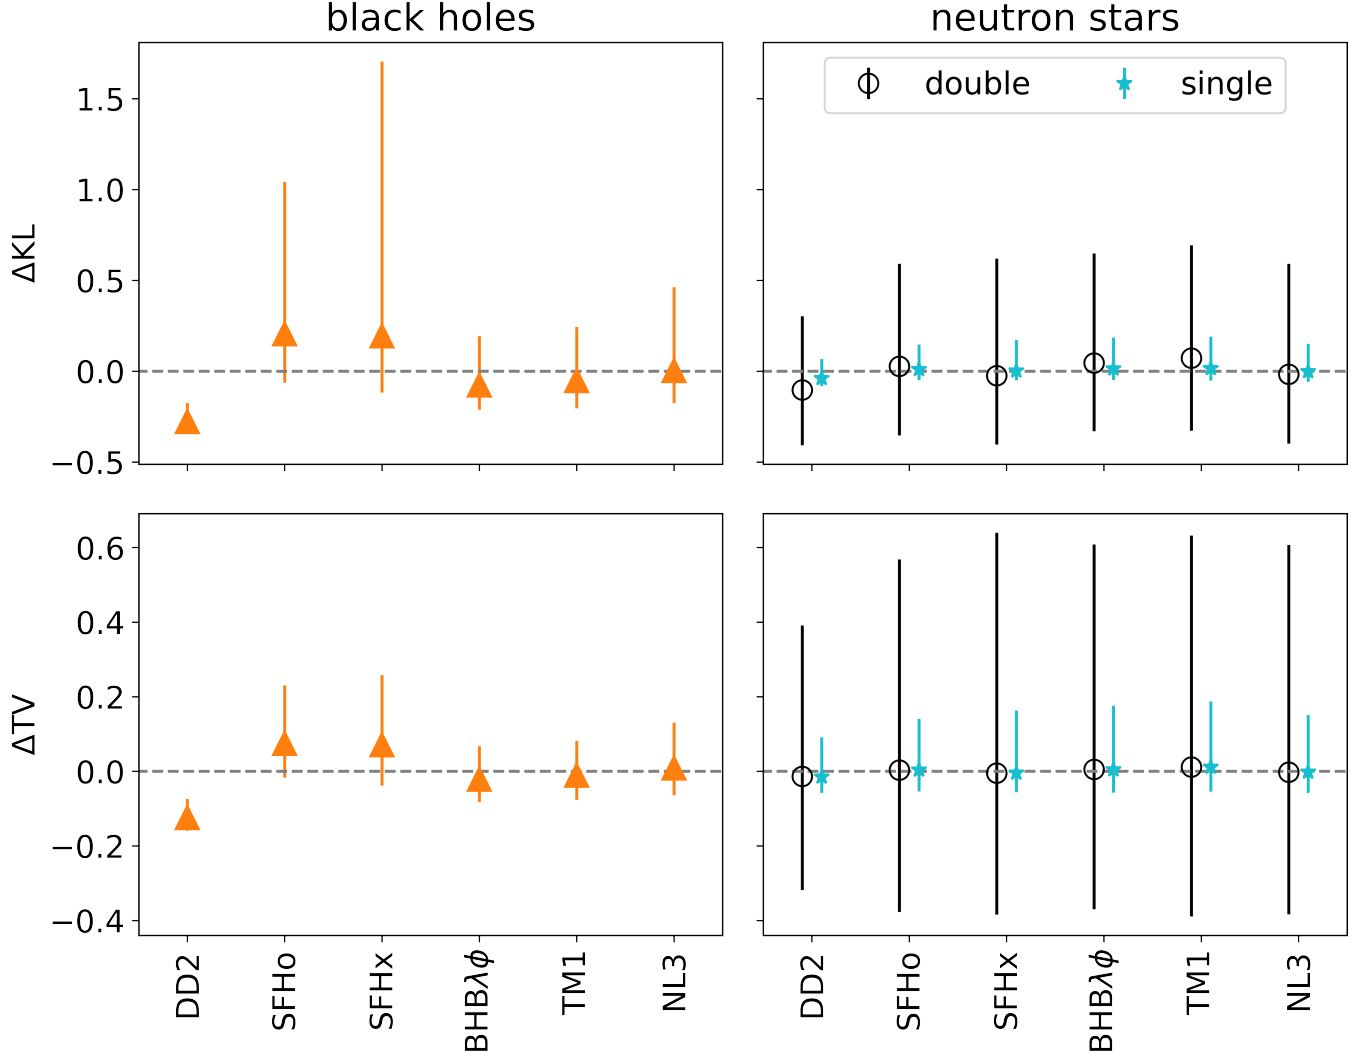 black holes
neutron stars
double
single
ΔKL
1.5
1.0
0.5
0.0
−0.5
ΔTV
0.6
0.4
0.2
0.0
−0.2
−0.4
DD2
SFHo
SFHx
BHBλϕ
TM1
NL3
DD2
SFHo
SFHx
BHBλϕ
TM1
NL3